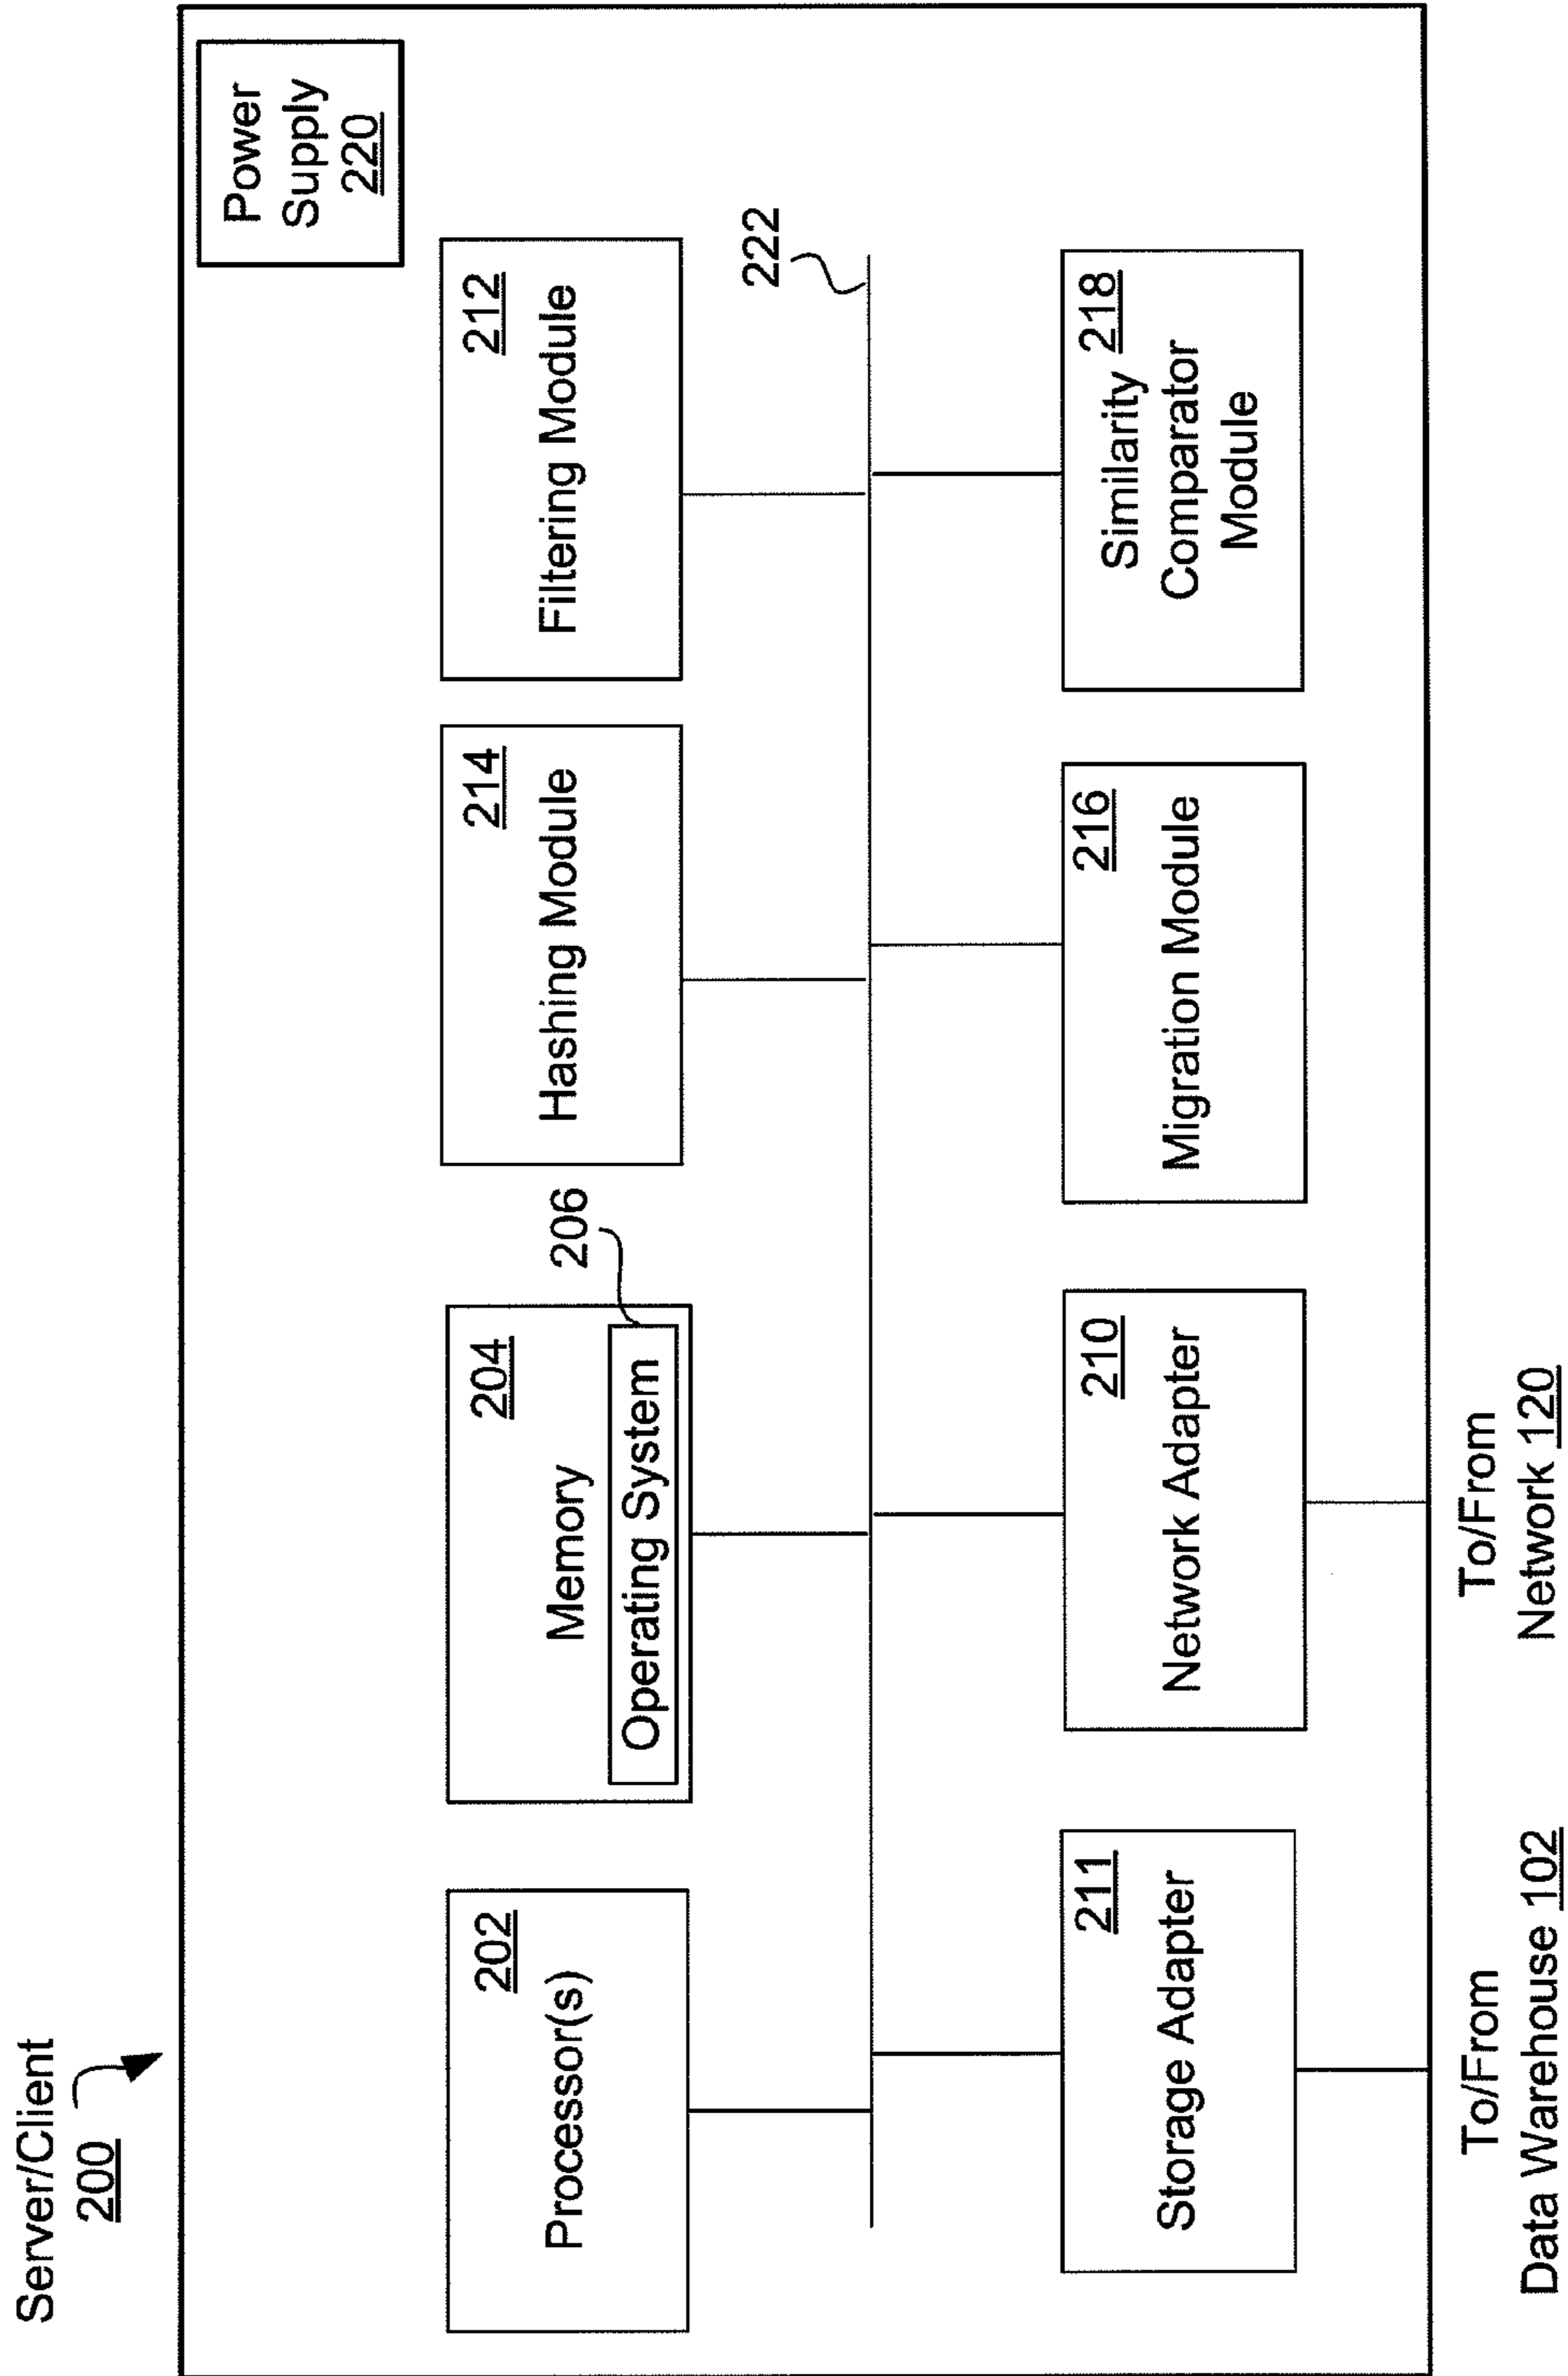 Server/Client
200
Power
Supply
220
202
Processor(s)
204
Memory
Operating System
206
214
Hashing Module
212
Filtering Module
222
211
Storage Adapter
210
Network Adapter
216
Migration Module
Similarity 218
Comparator
Module
To/From
Data Warehouse 102
To/From
Network 120